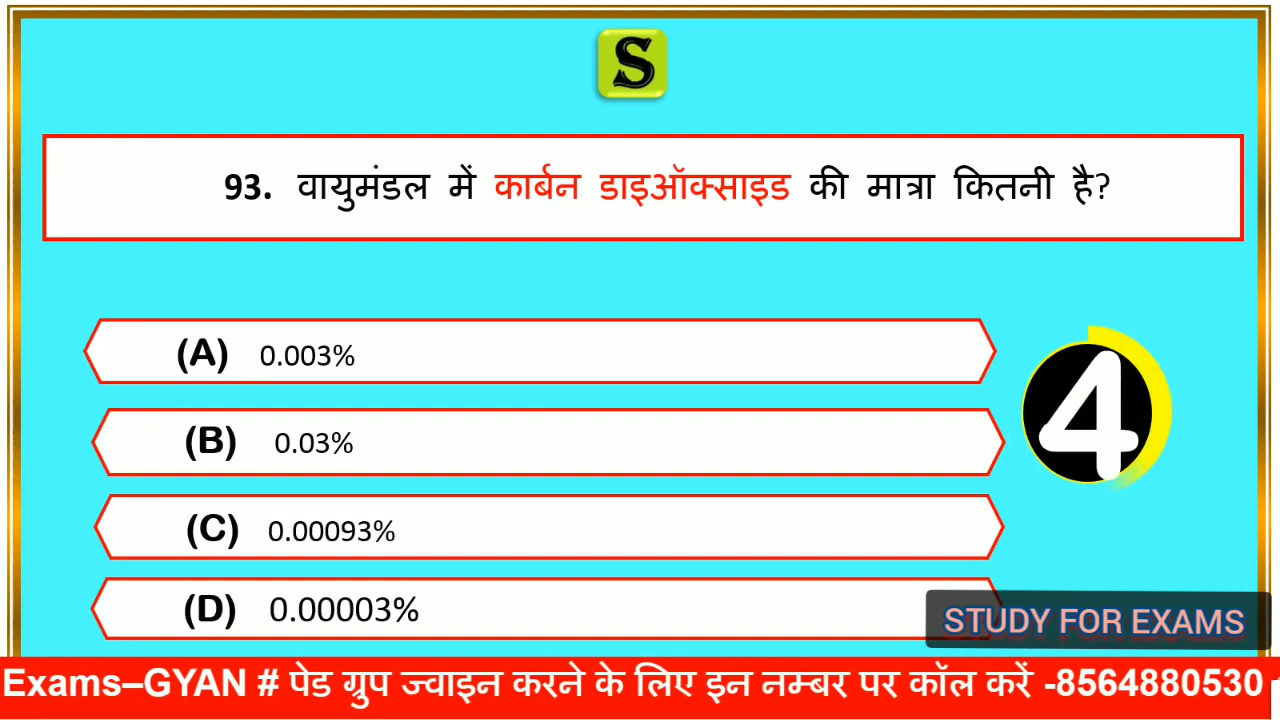 S
93. वायुमंडल में कार्बन डाइऑक्साइड की मात्रा कितनी है?
(A) 0.003%
(B) 0.03%
4
(C) 0.00093%
(D) 0.00003%
STUDY FOR EXAMS
Exams–GYAN # पेड ग्रुप ज्वाइन करने के लिए इन नम्बर पर कॉल करें -8564880530